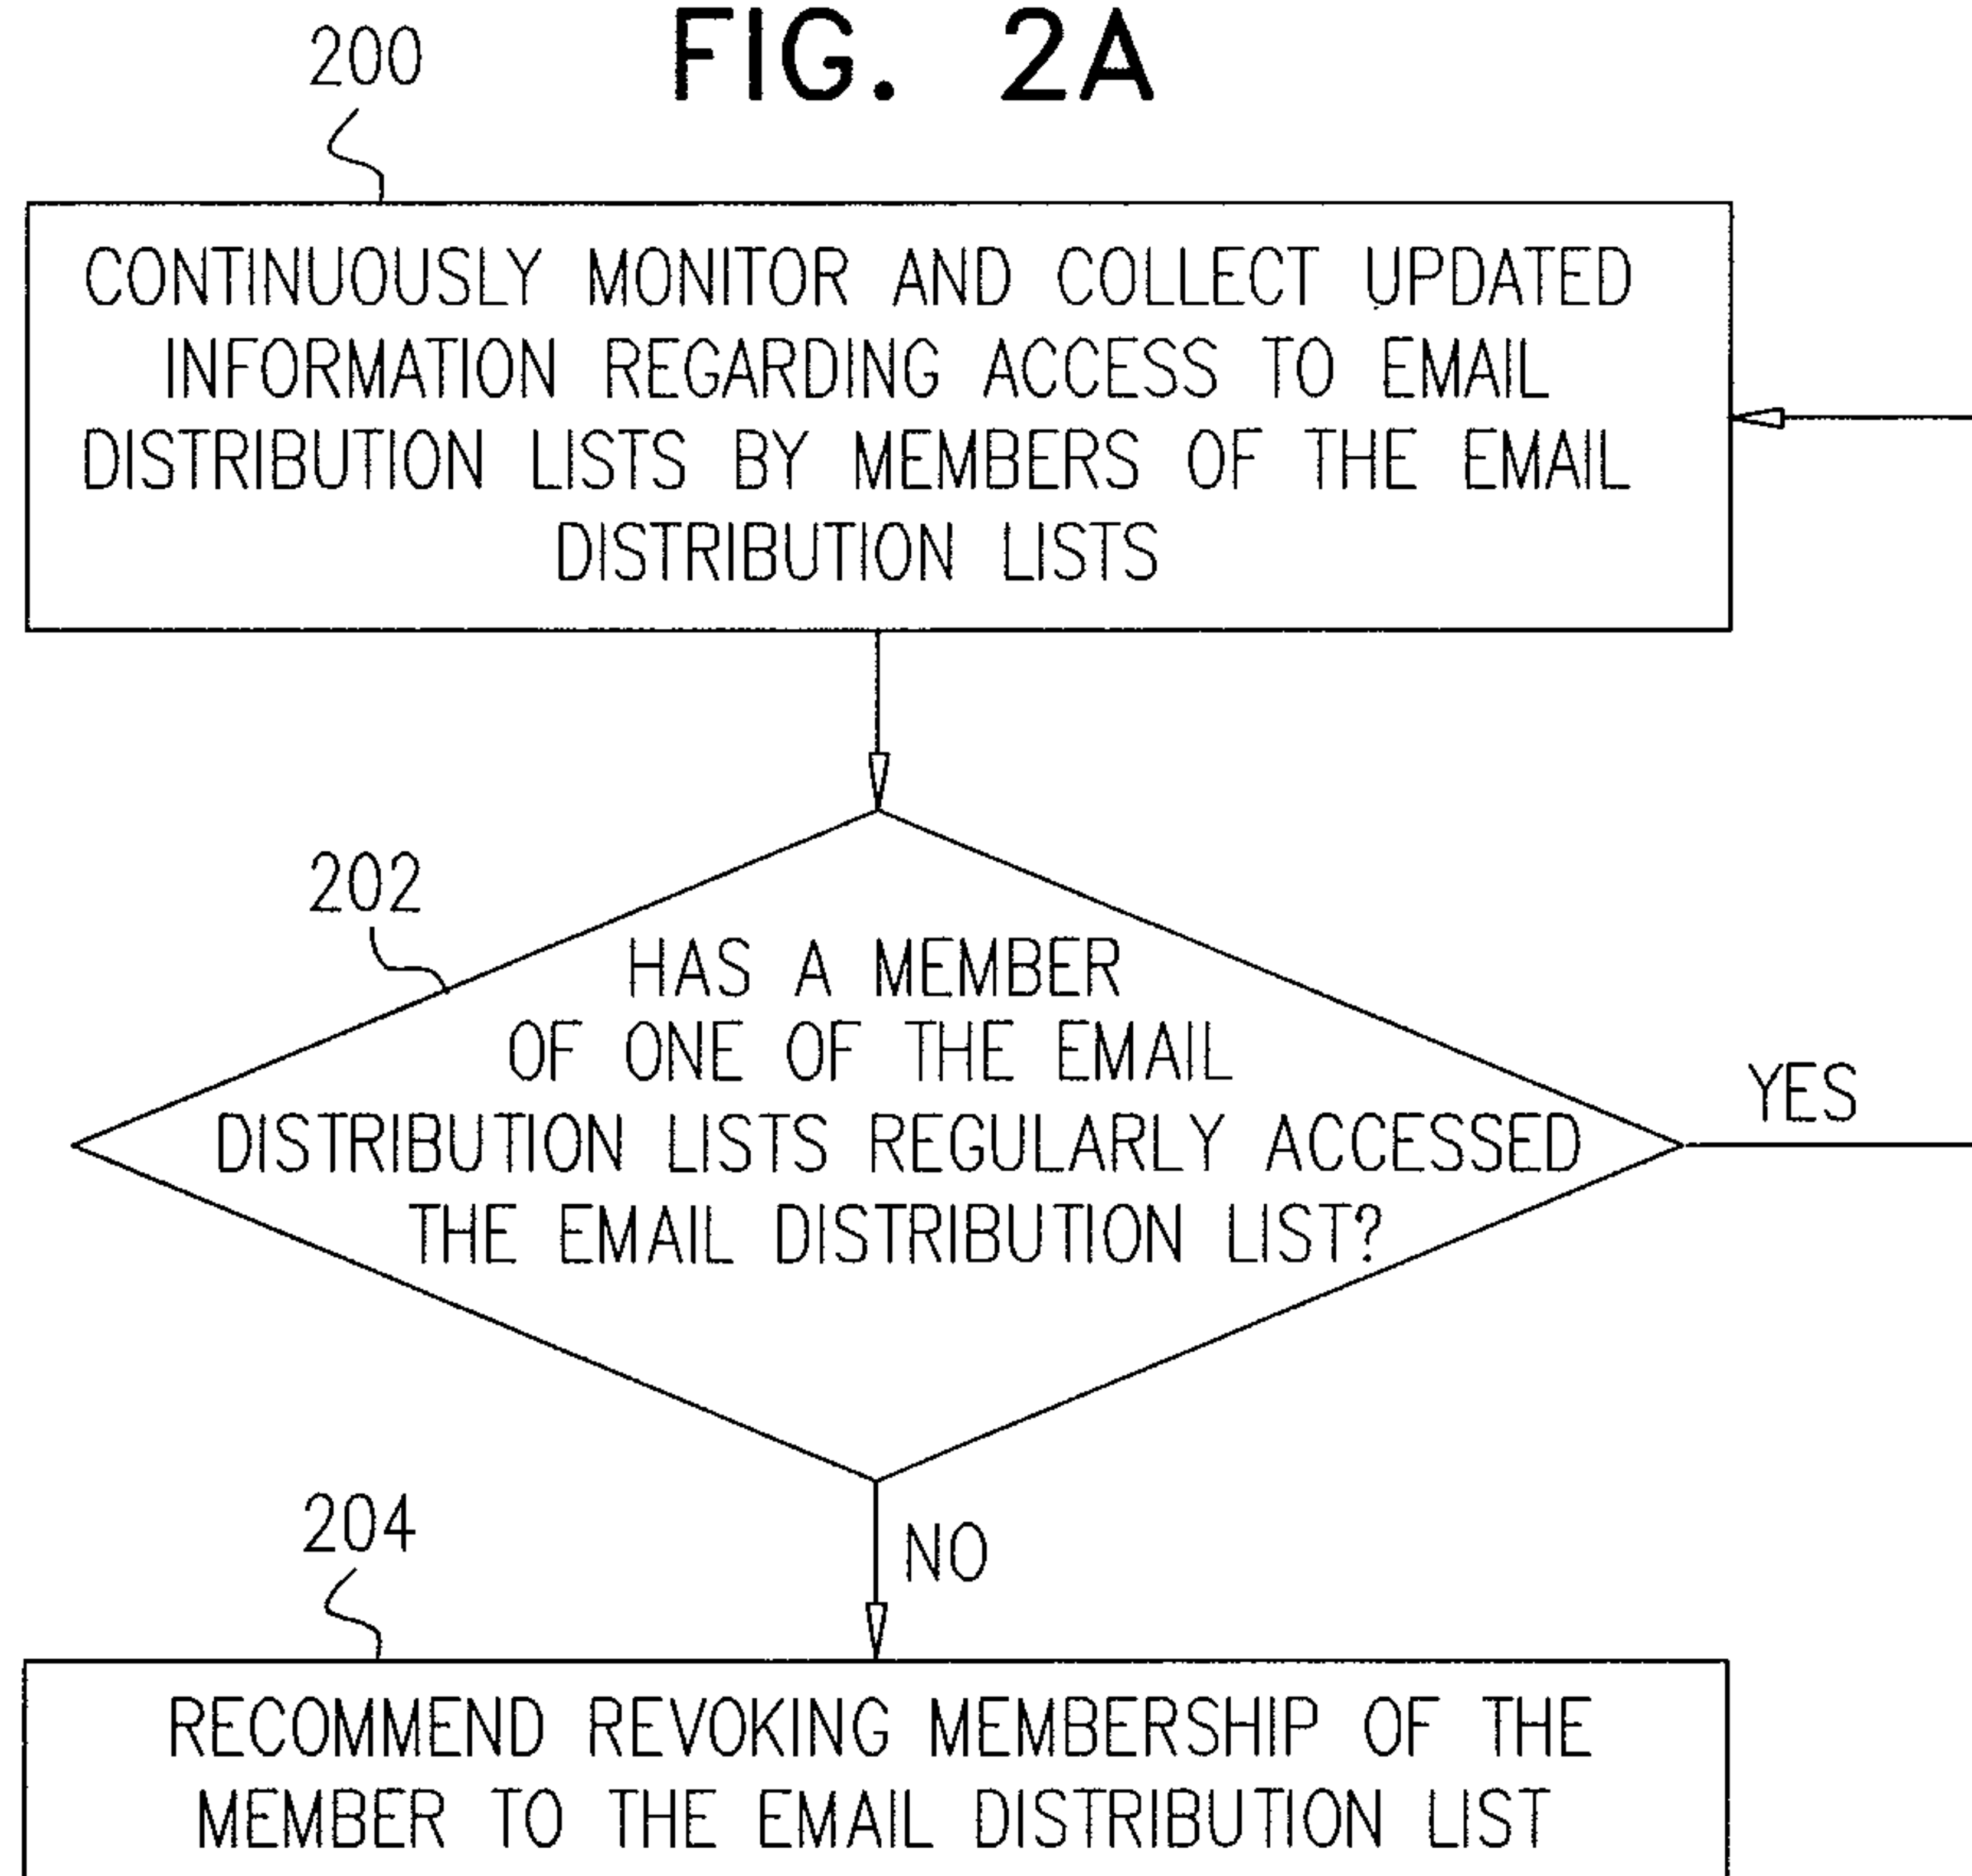 FIG. 2A
200
CONTINUOUSLY MONITOR AND COLLECT UPDATED
INFORMATION REGARDING ACCESS TO EMAIL
DISTRIBUTION LISTS BY MEMBERS OF THE EMAIL
DISTRIBUTION LISTS
202
HAS A MEMBER
OF ONE OF THE EMAIL
DISTRIBUTION LISTS REGULARLY ACCESSED
THE EMAIL DISTRIBUTION LIST?
YES
NO
204
RECOMMEND REVOKING MEMBERSHIP OF THE
MEMBER TO THE EMAIL DISTRIBUTION LIST